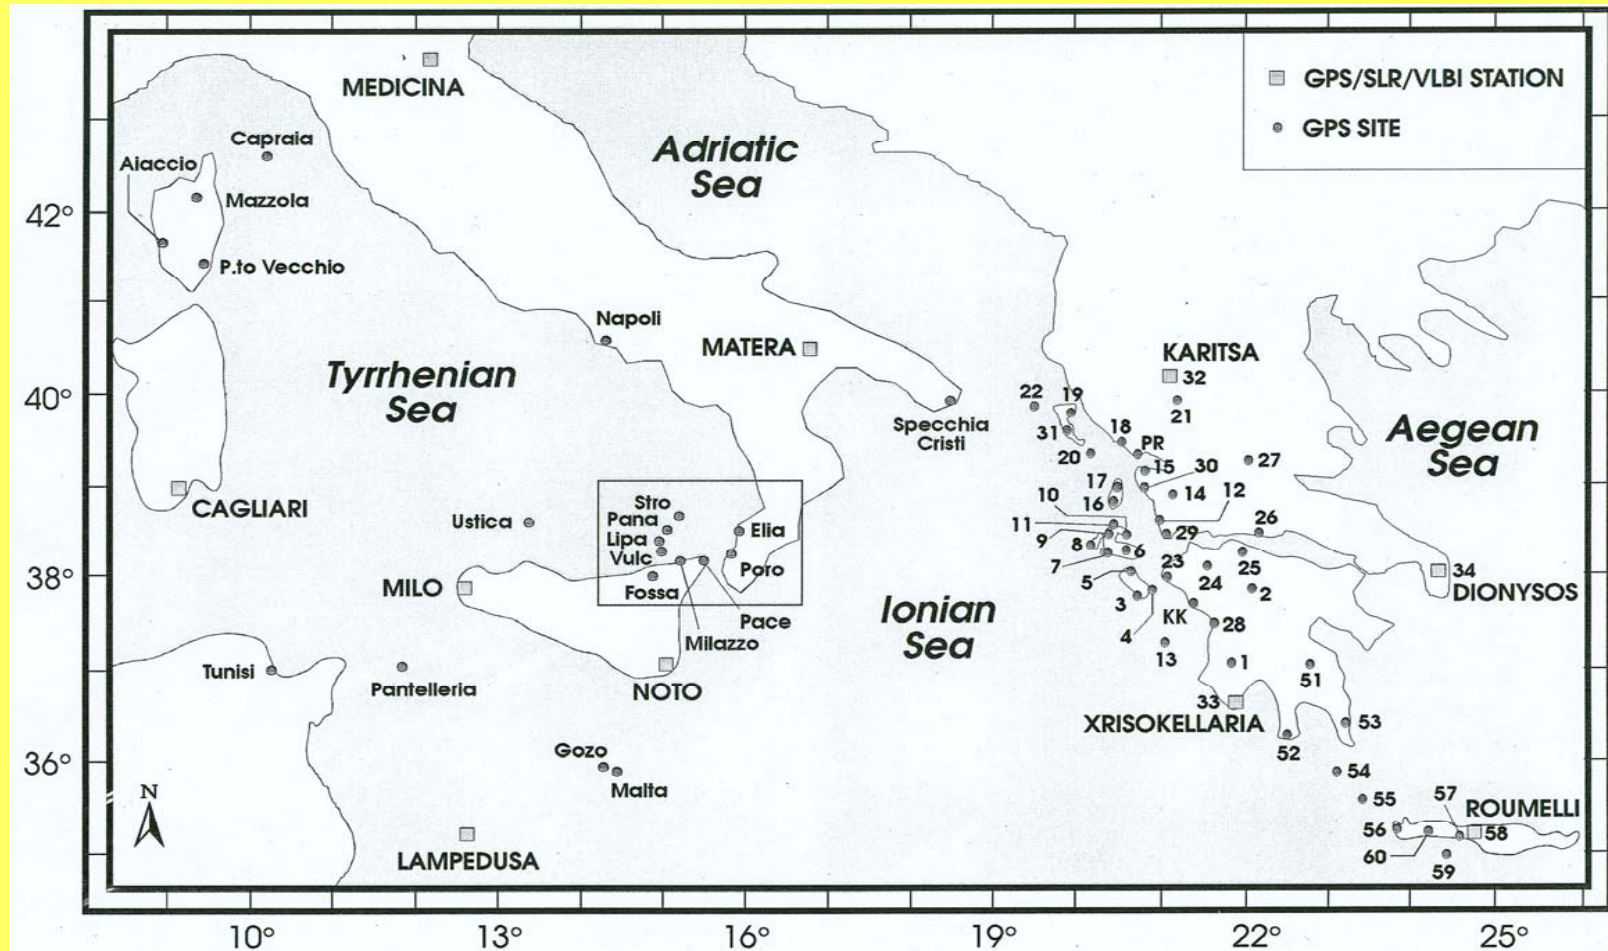 MEDICINA
GPS/SLR/VLBI STATION
GPS SITE
Capraia
Adriatic
Sea
Aiaccio
Mazzola
42°
P.to Vecchio
Napoli
MATERA
KARITSA
32
Tyrrhenian
Sea
40°
22
19
21
Specchia
Cristi
18
Aegean
Sea
31
PR
20
15
30
27
CAGLIARI
Stro
17
14
12
10
16
Ustica
Pana
Elia
11
26
Lipa
9
8
29
Vulc
6
7
23
38°
Poro
25
34
MILO
Fossa
5
24
2
DIONYSOS
3
Ionian
Sea
KK
Pace
4
28
Milazzo
13
1
Tunisi
51
Pantelleria
NOTO
33
XRISOKELLARIA
53
52
Gozo
36°
54
Malta
N
55
57
ROUMELLI
56
58
LAMPEDUSA
60
59
10°
13°
16°
19°
22°
25°